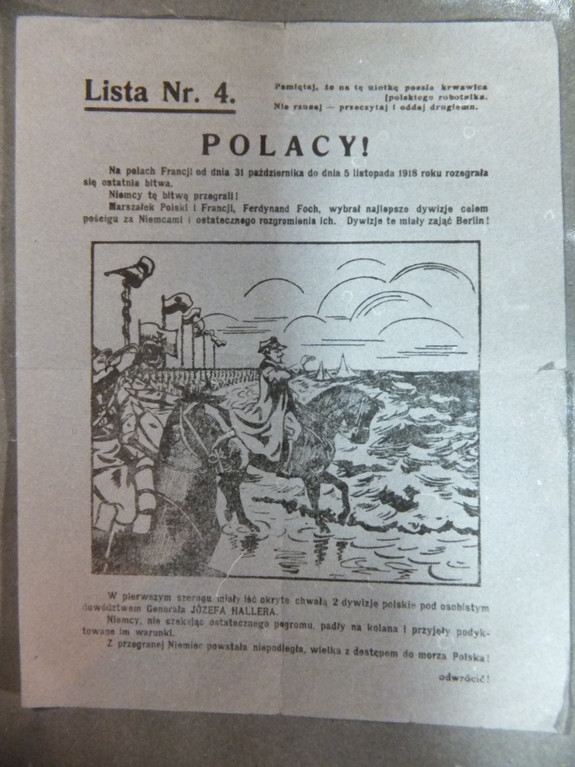 Lista Nr. 4.
Pamiętaj, że na tę ulotkę poszła krwawica
[polskiego robotnika.
Nie rzucaj — przeczytaj i oddaj drugiemu.
POLACY!
Na polach Francji od dnia 31 października do dnia 5 listopada 1918 roku rozegrała
się ostatnia bitwa.
Niemcy tę bitwę przegrali!
Marszałek Polski i Francji, Ferdynand Foch, wybrał najlepsze dywizje celem
pościgu za Niemcami i ostatecznego rozgromienia ich. Dywizje te miały zająć Berlin!
W pierwszym szeregu miały iść okryte chwałą 2 dywizje polskie pod osobistym
dowództwem Generała JÓZEFA HALLERA.
Niemcy, nie czekając ostatecznego pogromu, padły na kolana i przyjęły podyk-
towane im warunki.
Z przegranej Niemiec powstała niepodległa, wielka z dostępem do morza Polska!
odwrócić!